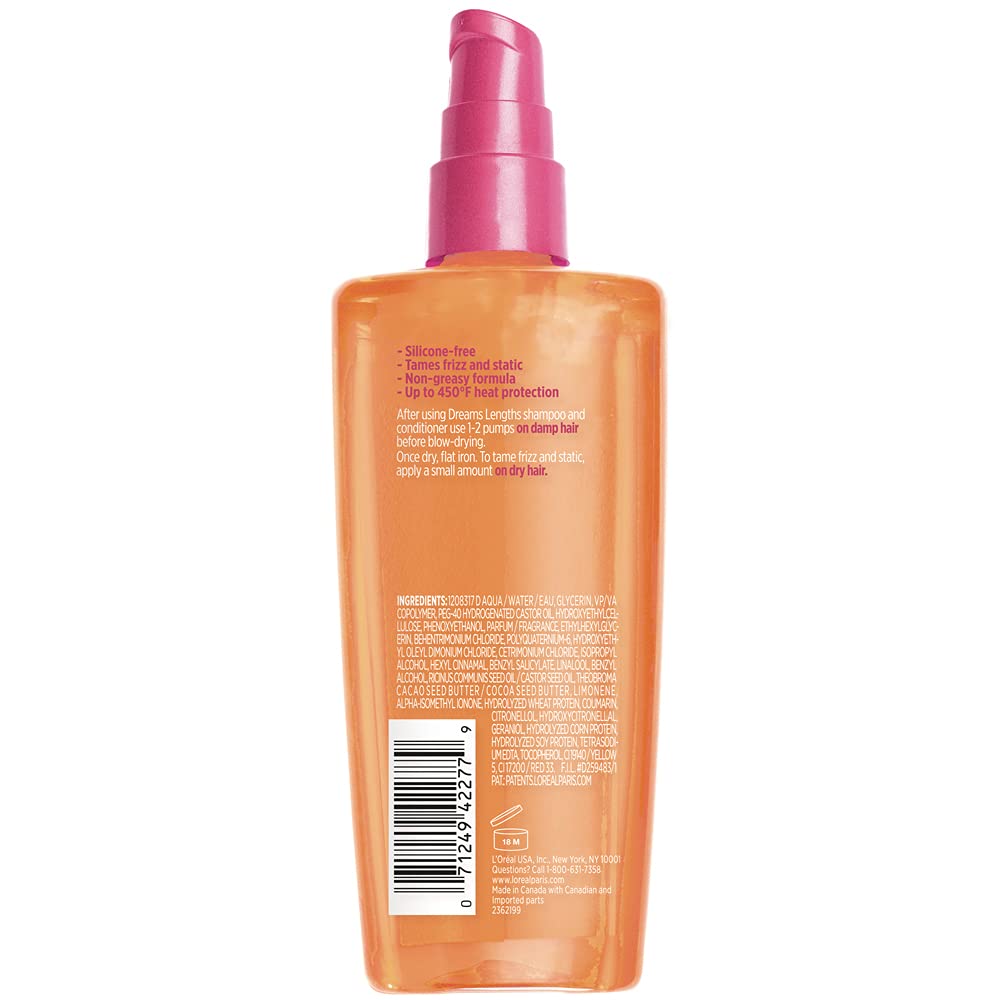 - Silicone-free
- Tames frizz and static
- Non-greasy formula
- Up to 450°F heat protection
After using Dreams Lengths shampoo and
conditioner use 1-2 pumps on damp hair
before blow-drying.
Once dry, flat iron. To tame frizz and static,
apply a small amount on dry hair.
INGREDIENTS: 1208317 D AQUA / WATER / EAU, GLYCERIN, VP/VA
COPOLYMER, PEG-40 HYDROGENATED CASTOR OIL, HYDROXYETHYLCEL-
LULOSE, PHENOXYETHANOL, PARFUM / FRAGRANCE, ETHYLHEXYLGLYC-
ERIN, BEHENTRIMONIUM CHLORIDE, POLYQUATERNIUM-6, HYDROXYETH-
YL OLEYL DIMONIUM CHLORIDE, CETRIMONIUM CHLORIDE, ISOPROPYL
ALCOHOL, HEXYL CINNAMAL, BENZYL SALICYLATE, LINALOOL, BENZYL
ALCOHOL, RICINUS COMMUNIS SEED OIL / CASTOR SEED OIL, THEOBROMA
CACAO SEED BUTTER / COCOA SEED BUTTER, LIMONENE,
ALPHA-ISOMETHYL IONONE, HYDROLYZED WHEAT PROTEIN, COUMARIN,
CITRONELLOL, HYDROXYCITRONELLAL,
GERANIOL, HYDROLYZED CORN PROTEIN,
HYDROLYZED SOY PROTEIN, TETRASODI-
UM EDTA, TOCOPHEROL, CI 19140 / YELLOW
5, CI 17200 / RED 33. F.I.L. #D259483/1
PAT.: PATENTS.LOREALPARIS.COM
0 71249 42277 9
18 M
L'Oréal USA, Inc., New York, NY 10001
Questions? Call 1-800-631-7358
www.lorealparis.com
Made in Canada with Canadian and
Imported parts
2362199